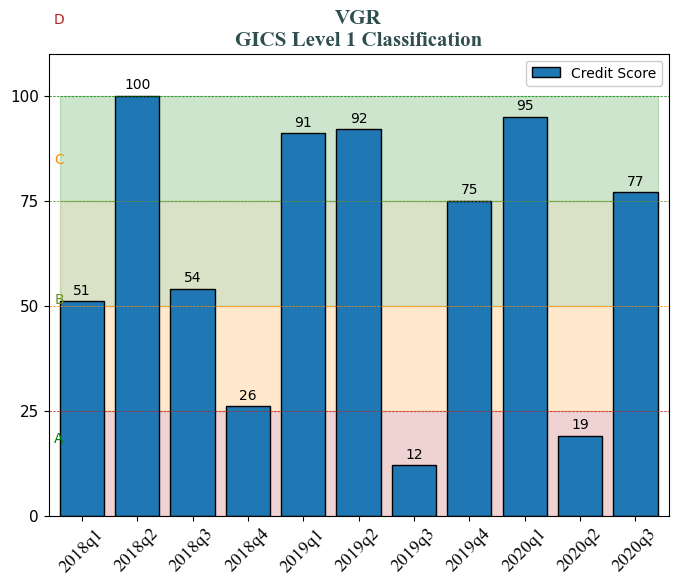 D
VGR
GICS Level 1 Classification
Credit Score
100
75
50
25
0
C
B
A
51
100
54
26
91
92
12
75
95
19
77
2018q1
2018q2
2018q3
2018q4
2019q1
2019q2
2019q3
2019q4
2020q1
2020q2
2020q3